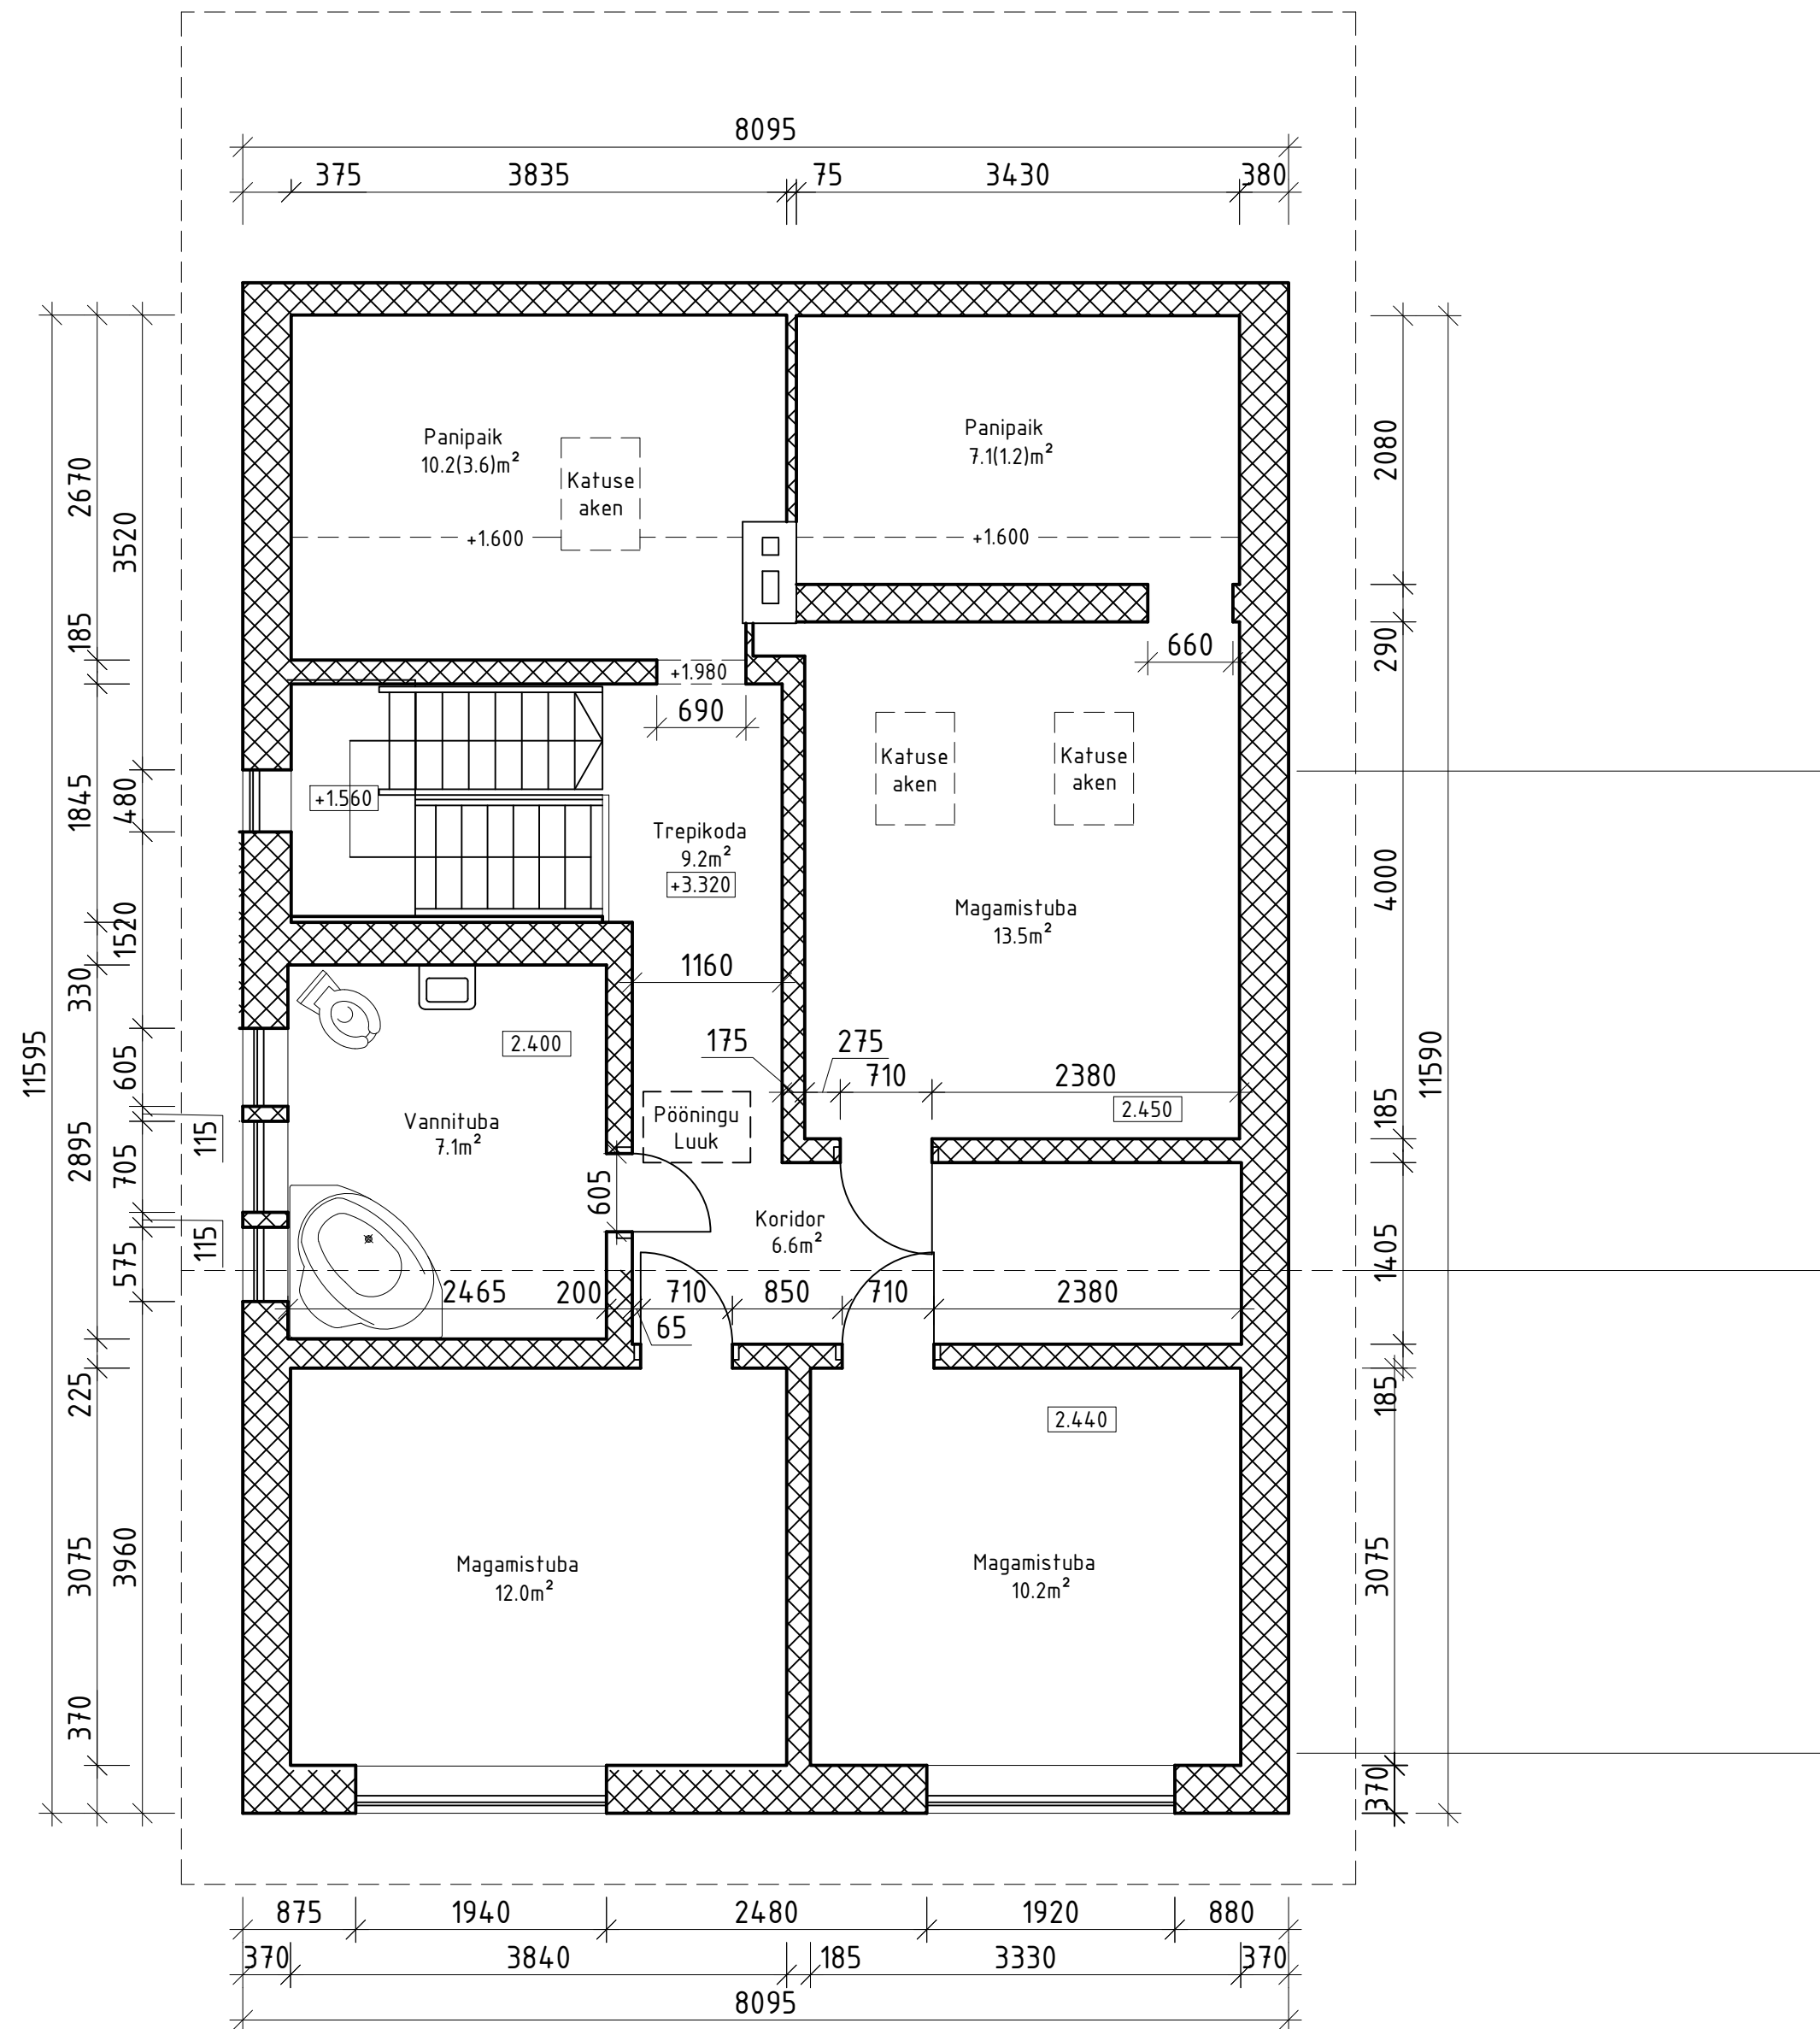 8095
375 3835 75 3430 380
Panipaik
10.2(3.6)m²
Katuse
aken
+1.600
Panipaik
7.1(1.2)m²
+1.600
+1.980
690
660
+1.560
Trepikoda
9.2m²
+3.320
Katuse
aken
Katuse
aken
Magamistuba
13.5m²
1160
2.400
175
275
710 2380
2.450
Vannituba
7.1m²
Pööningu
Luuk
605
Koridor
6.6m²
2465 200 710 850 710 2380
65
2.440
Magamistuba
12.0m²
Magamistuba
10.2m²
11595
2670
185
1845
330
2895
225
3075
370
3520
480
1520
605
115
705
115
575
3960
2080
290
4000
185
1405
185
3075
370
11590
875 1940 2480 1920 880
370 3840 185 3330 370
8095